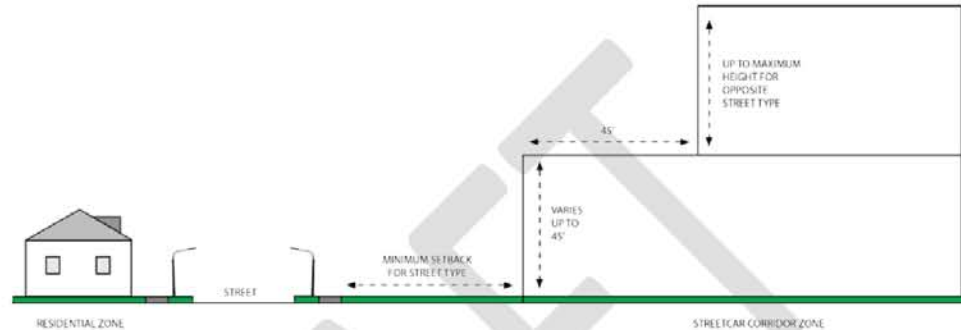 UP TO MAXIMUM
HEIGHT FOR
OPPOSITE
STREET TYPE
45'
VARIES
UP TO
45'
MINIMUM SETBACK
FOR STREET TYPE
STREET
RESIDENTIAL ZONE
STREETCAR CORRIDOR ZONE